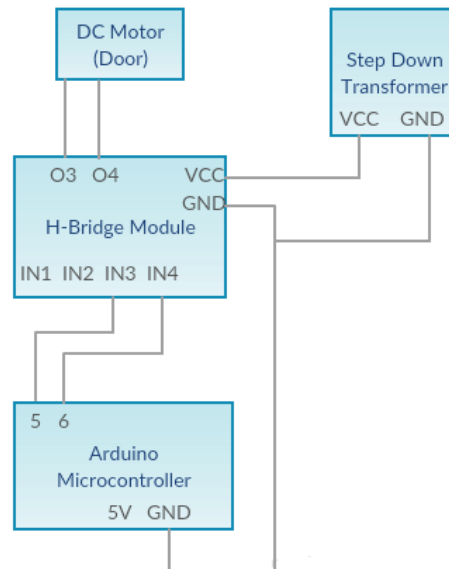 DC Motor
(Door)
Step Down
Transformer
VCC GND
O3 O4 VCC
GND
H-Bridge Module
IN1 IN2 IN3 IN4
5 6
Arduino
Microcontroller
5V GND